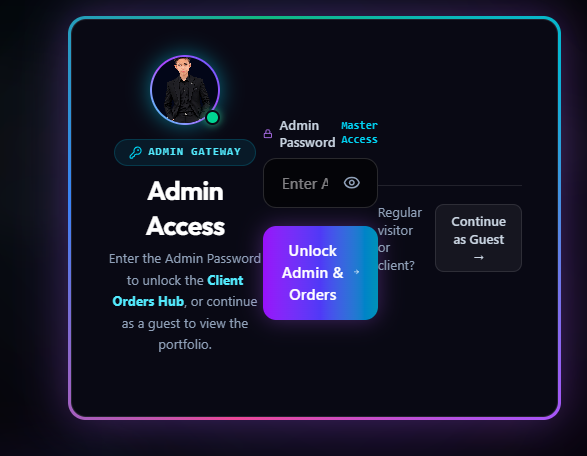 ADMIN GATEWAY
Admin
Access
Enter the Admin Password
to unlock the Client
Orders Hub, or continue
as a guest to view the
portfolio.
Admin
Password
Master
Access
Enter A
Unlock
Admin &
Orders
→
Regular
visitor
or
client?
Continue
as Guest
→